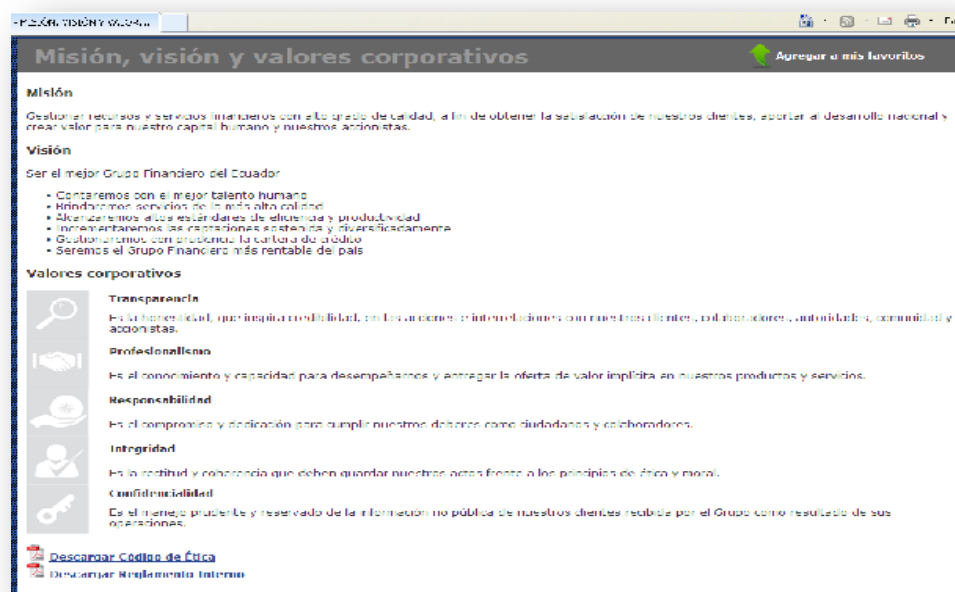 MISIÓN, VISIÓN Y VALOR...
Misión, visión y valores corporativos
Agregar a mis favoritos
Misión
Gestionar recursos y servicios financieros con alto grado de calidad, a fin de obtener la satisfacción de nuestros clientes, aportar al desarrollo nacional y
crear valor para nuestro capital humano y nuestros accionistas.
Visión
Ser el mejor Grupo Financiero del Ecuador
• Contaremos con el mejor talento humano
• Brindaremos servicios de la más alta calidad
• Alcanzaremos altos estándares de eficiencia y productividad
• Incrementaremos las captaciones sostenida y diversificadamente
• Gestionaremos con prudencia la cartera de crédito
• Seremos el Grupo Financiero más rentable del país
Valores corporativos
Transparencia
Es la honestidad, que inspira credibilidad, en las acciones e interrelaciones con nuestros clientes, colaboradores, autoridades, comunidad y
accionistas.
Profesionalismo
Es el conocimiento y capacidad para desempeñarnos y entregar la oferta de valor implícita en nuestros productos y servicios.
Responsabilidad
Es el compromiso y dedicación para cumplir nuestros deberes como ciudadanos y colaboradores.
Integridad
Es la rectitud y coherencia que deben guardar nuestros actos frente a los principios de ética y moral.
Confidencialidad
Es el manejo prudente y reservado de la información no pública de nuestros clientes recibida por el Grupo como resultado de sus
operaciones.
Descargar Código de Ética
Descargar Reglamento Interno